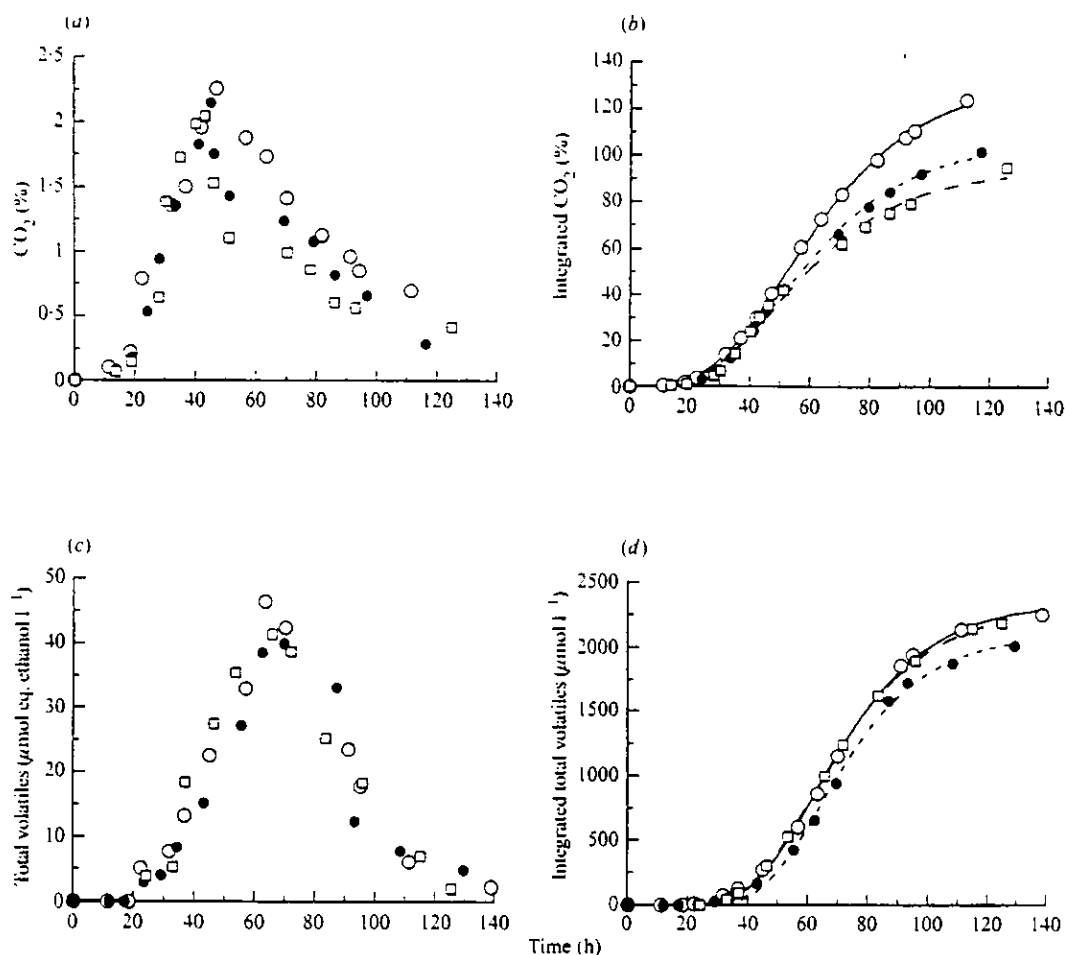 (a)
2·5
2
1·5
1
0·5
0
CO2 (%)
0 20 40 60 80 100 120 140
(b)
140
120
100
80
60
40
20
0
Integrated CO2 (%)
0 20 40 60 80 100 120 140
(c)
50
40
30
20
10
0
Total volatiles (μmol eq. ethanol l−1)
0 20 40 60 80 100 120 140
(d)
2500
2000
1500
1000
500
0
Integrated total volatiles (μmol l−1)
0 20 40 60 80 100 120 140
Time (h)